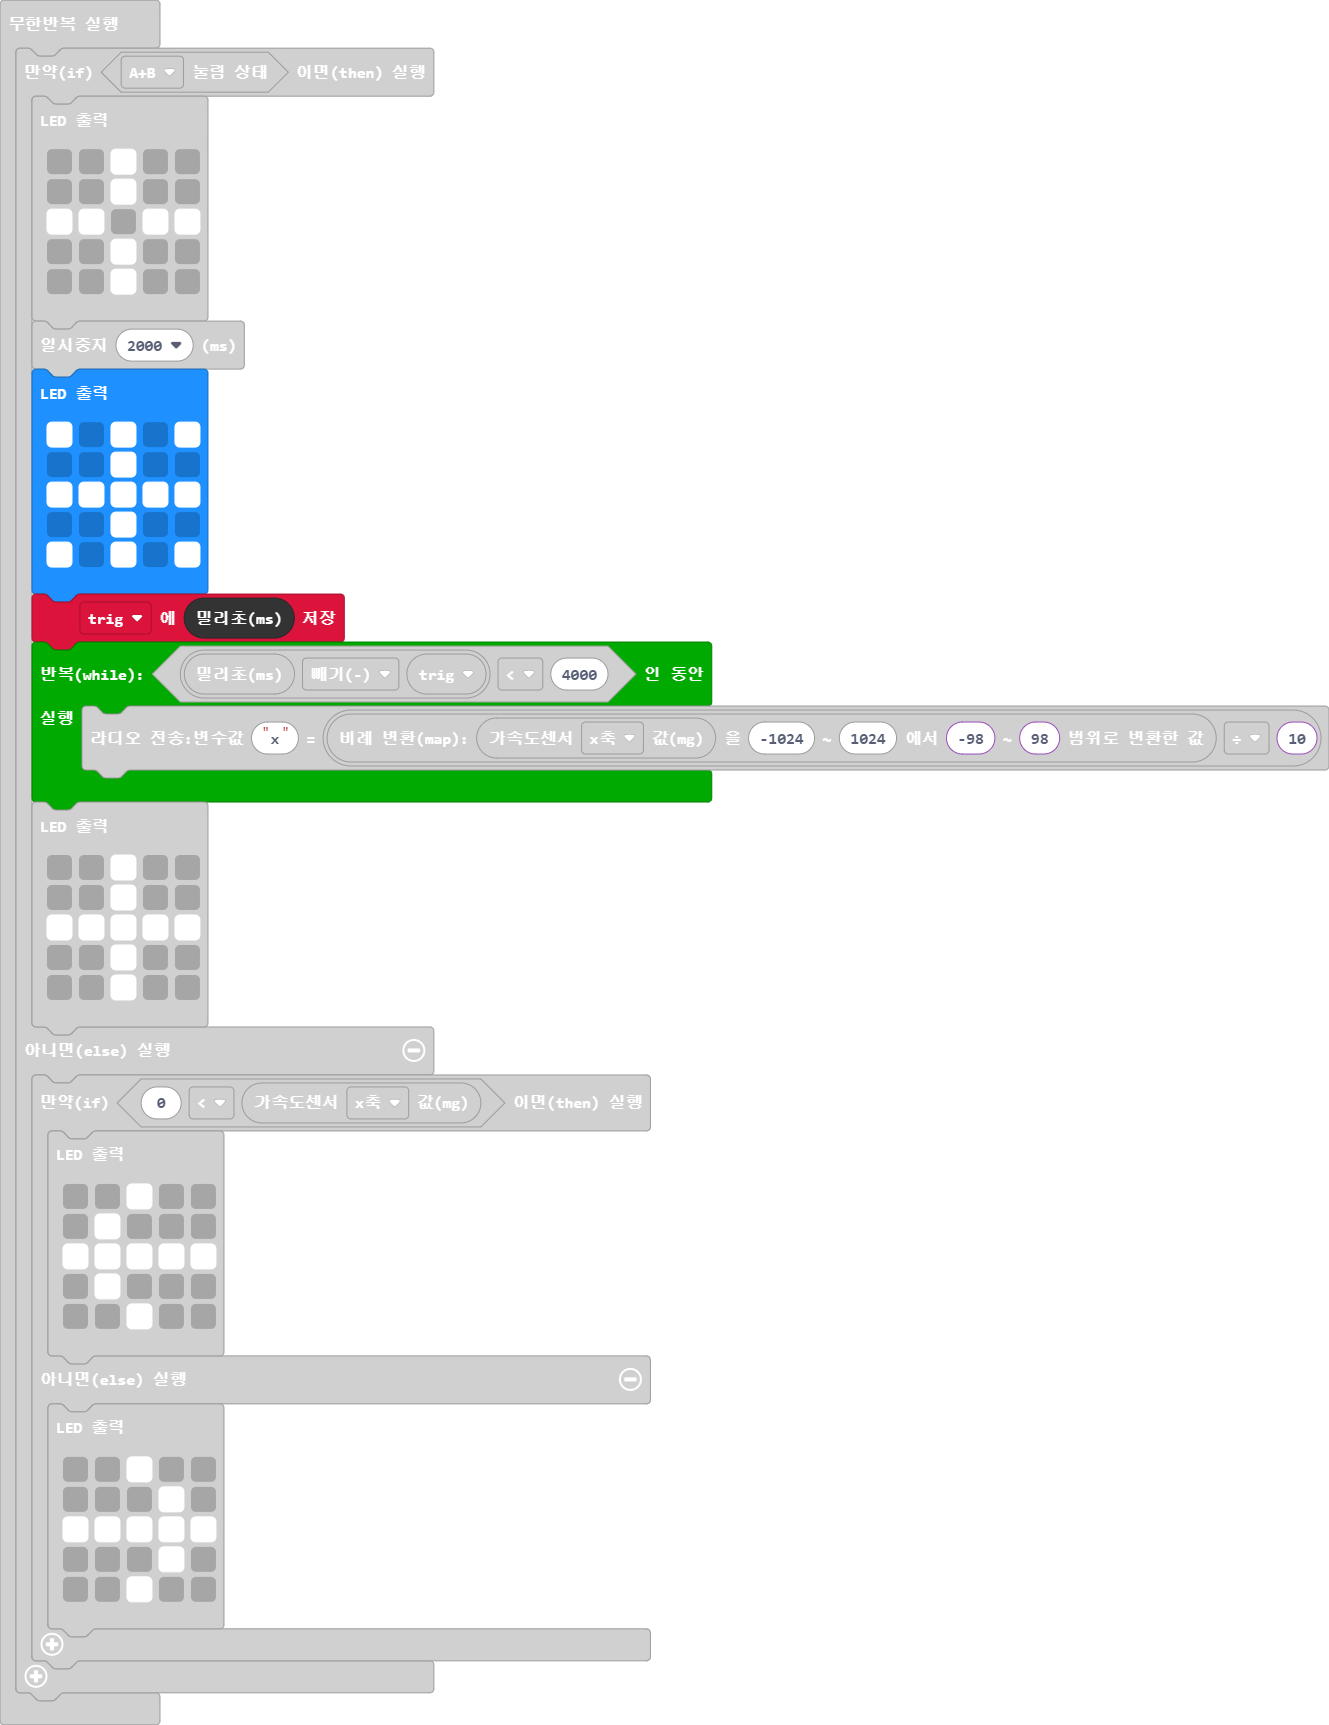 무한반복 실행
만약(if) A+B 눌림 상태 이면(then) 실행
LED 출력
일시중지 2000 (ms)
LED 출력
trig 에 밀리초(ms) 저장
반복(while): 밀리초(ms) 빼기(-) trig < 4000 인 동안
실행 라디오 전송:변수값 "x" = 비례 변환(map): 가속도센서 x축 값(mg) 을 -1024 ~ 1024 에서 -98 ~ 98 범위로 변환한 값 ÷ 10
LED 출력
아니면(else) 실행
만약(if) 0 < 가속도센서 x축 값(mg) 이면(then) 실행
LED 출력
아니면(else) 실행
LED 출력